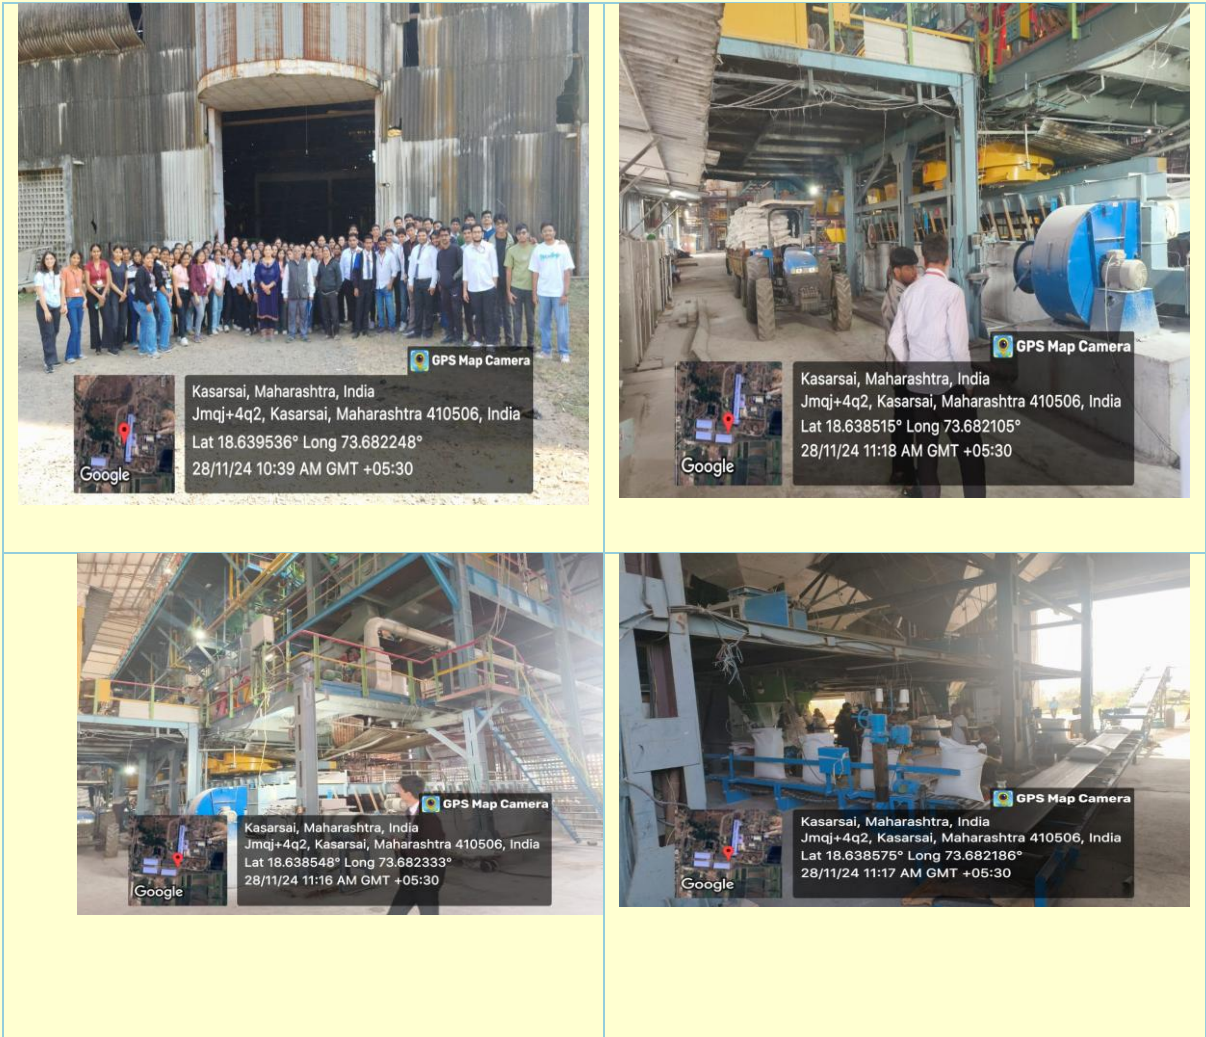 GPS Map Camera
Kasarsai, Maharashtra, India
Jmqj+4q2, Kasarsai, Maharashtra 410506, India
Lat 18.639536° Long 73.682248°
28/11/24 10:39 AM GMT +05:30
Google
GPS Map Camera
Kasarsai, Maharashtra, India
Jmqj+4q2, Kasarsai, Maharashtra 410506, India
Lat 18.638515° Long 73.682105°
28/11/24 11:18 AM GMT +05:30
Google
GPS Map Camera
Kasarsai, Maharashtra, India
Jmqj+4q2, Kasarsai, Maharashtra 410506, India
Lat 18.638548° Long 73.682333°
28/11/24 11:16 AM GMT +05:30
Google
GPS Map Camera
Kasarsai, Maharashtra, India
Jmqj+4q2, Kasarsai, Maharashtra 410506, India
Lat 18.638575° Long 73.682186°
28/11/24 11:17 AM GMT +05:30
Google